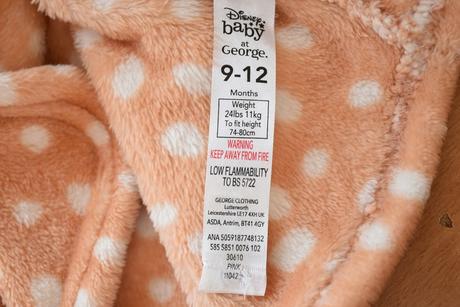 Disney
baby
at
George.
9-12
Months
Weight
24lbs 11kg
To fit height
74-80cm
WARNING
KEEP AWAY FROM FIRE
LOW FLAMMABILITY
TO BS 5722
GEORGE CLOTHING
Lutterworth
Leicestershire LE17 4XH UK
ASDA, Antrim, BT41 4GY
ANA 5059187748132
585 5851 0076 102
30610
PINK